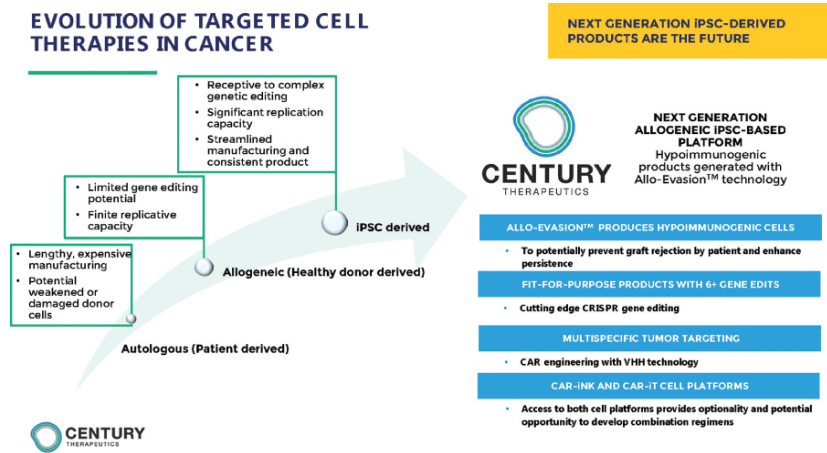 EVOLUTION OF TARGETED CELL
THERAPIES IN CANCER
NEXT GENERATION iPSC-DERIVED
PRODUCTS ARE THE FUTURE
• Receptive to complex
genetic editing
• Significant replication
capacity
• Streamlined
manufacturing and
consistent product
• Limited gene editing
potential
• Finite replicative
capacity
• Lengthy, expensive
manufacturing
• Potential
weakened or
damaged donor
cells
iPSC derived
Allogeneic (Healthy donor derived)
Autologous (Patient derived)
CENTURY
THERAPEUTICS
CENTURY
THERAPEUTICS
NEXT GENERATION
ALLOGENEIC iPSC-BASED
PLATFORM
Hypoimmunogenic
products generated with
Allo-Evasion™ technology
ALLO-EVASION™ PRODUCES HYPOIMMUNOGENIC CELLS
• To potentially prevent graft rejection by patient and enhance
persistence
FIT-FOR-PURPOSE PRODUCTS WITH 6+ GENE EDITS
• Cutting edge CRISPR gene editing
MULTISPECIFIC TUMOR TARGETING
• CAR engineering with VHH technology
CAR-iNK AND CAR-iT CELL PLATFORMS
• Access to both cell platforms provides optionality and potential
opportunity to develop combination regimens